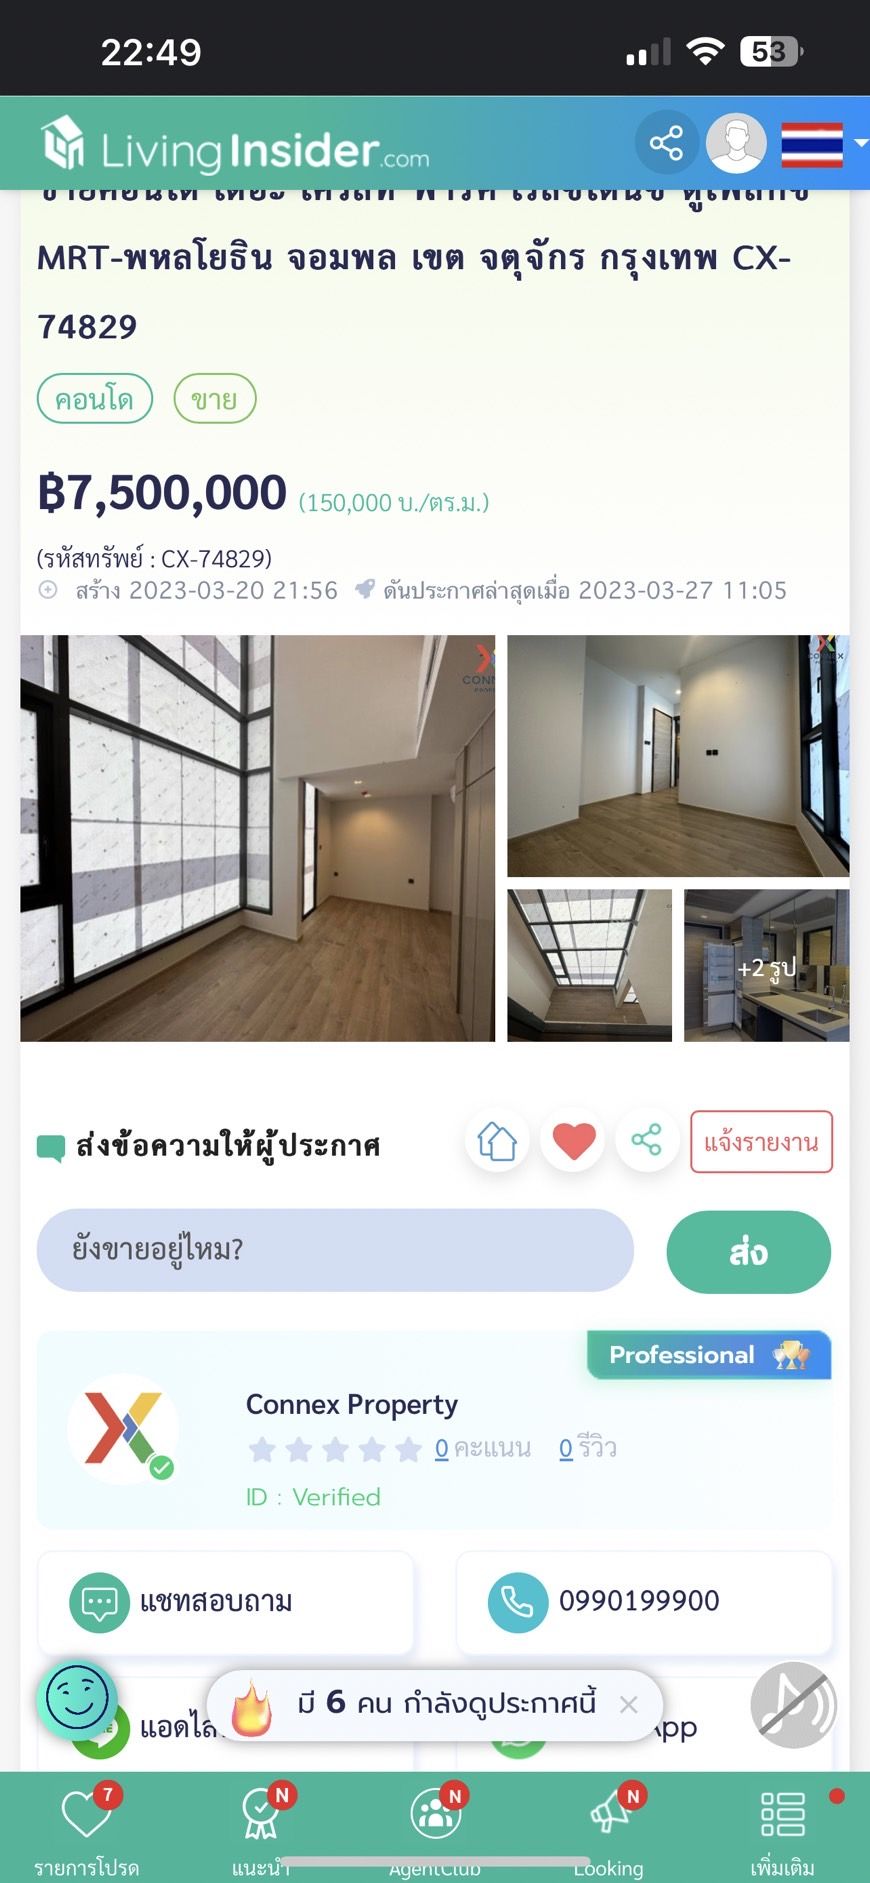 22:49
53
LivingInsider.com
MRT-พหลโยธิน จอมพล เขต จตุจักร กรุงเทพ CX-
74829
คอนโด
ขาย
฿7,500,000 (150,000 บ./ตร.ม.)
(รหัสทรัพย์ : CX-74829)
สร้าง 2023-03-20 21:56 ดันประกาศล่าสุดเมื่อ 2023-03-27 11:05
+2 รูป
ส่งข้อความให้ผู้ประกาศ
แจ้งรายงาน
ยังขายอยู่ไหม?
ส่ง
Professional
Connex Property
0 คะแนน 0 รีวิว
ID : Verified
แชทสอบถาม
0990199900
มี 6 คน กำลังดูประกาศนี้
แอดไล
App
7
N
N
N
รายการโปรด
แนะนำ
AgentClub
Looking
เพิ่มเติม